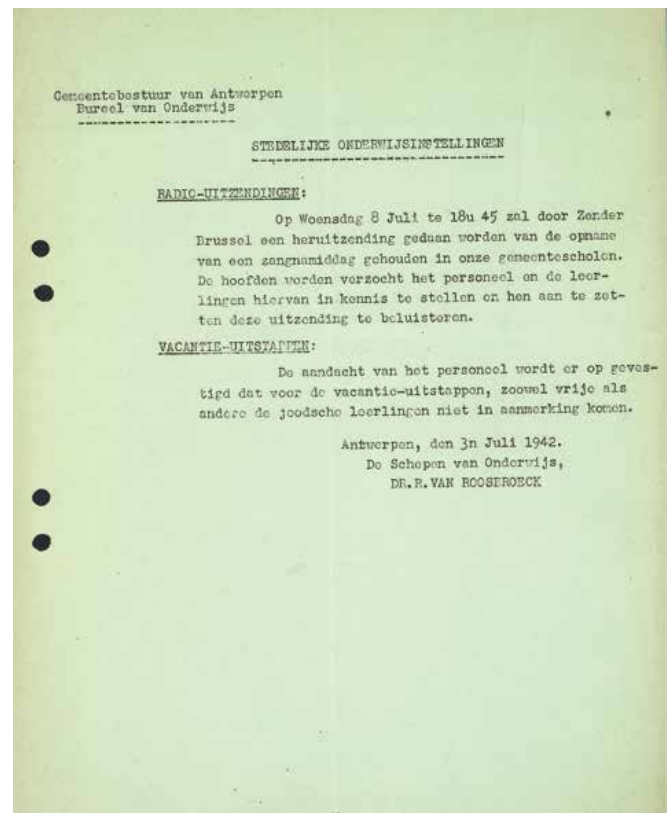 Gemeentebestuur van Antwerpen
Bureel van Onderwijs
STEDELIJKE ONDERWIJSINSTELLINGEN
RADIO-UITZENDINGEN:
Op Woensdag 8 Juli te 18u 45 zal door Zender
Brussel een heruitzending gedaan worden van de opname
van een zangnamiddag gehouden in onze gemeentescholen.
De hoofden worden verzocht het personeel en de leer-
lingen hiervan in kennis te stellen en hen aan te zet-
ten deze uitzending te beluisteren.
VACANTIE-UITSTAPPEN:
De aandacht van het personeel wordt er op geves-
tigd dat voor de vacantie-uitstappen, zoowel vrije als
andere de joodsche leerlingen niet in aanmerking komen.
Antwerpen, den 3n Juli 1942.
De Schepen van Onderwijs,
DR.R.VAN ROOSEROECK